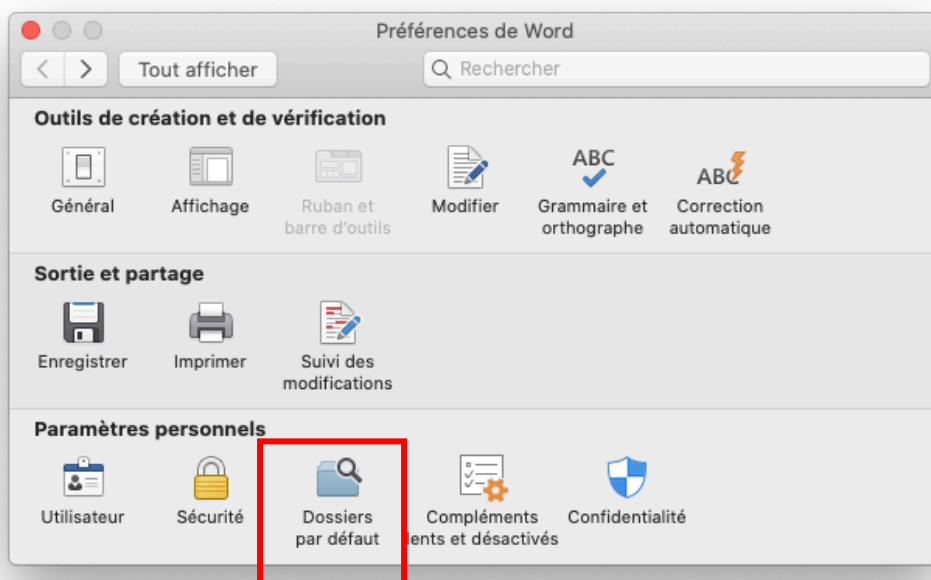 Préférences de Word
Tout afficher
Rechercher
Outils de création et de vérification
Général
Affichage
Ruban et
barre d'outils
Modifier
ABC
Grammaire et
orthographe
ABC
Correction
automatique
Sortie et partage
Enregistrer
Imprimer
Suivi des
modifications
Paramètres personnels
Utilisateur
Sécurité
Dossiers
par défaut
Compléments
et désactivés
Confidentialité